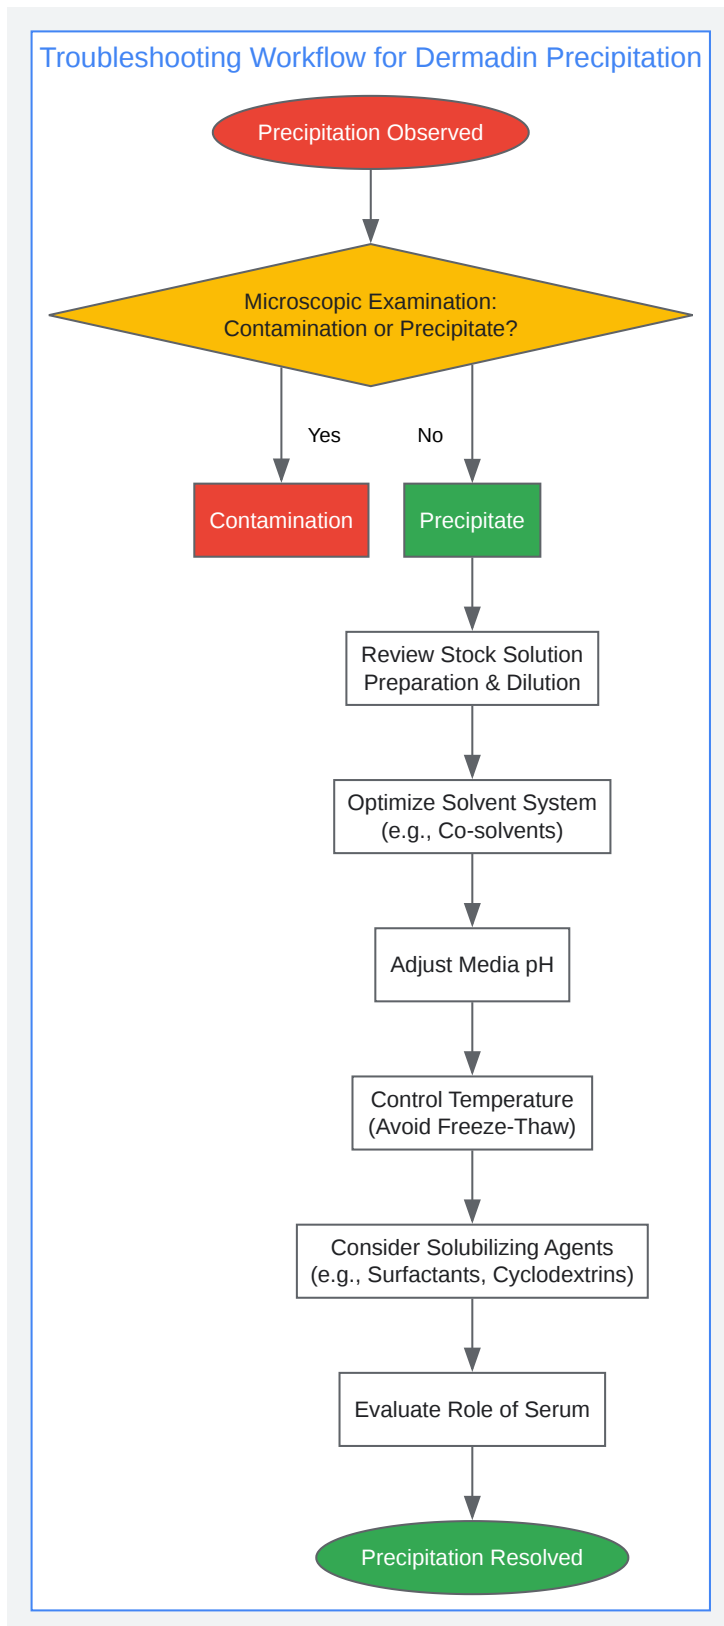 Troubleshooting Workflow for Dermadin Precipitation
Precipitation Observed
Microscopic Examination:
Contamination or Precipitate?
Yes
No
Contamination
Precipitate
Review Stock Solution
Preparation & Dilution
Optimize Solvent System
(e.g., Co-solvents)
Adjust Media pH
Control Temperature
(Avoid Freeze-Thaw)
Consider Solubilizing Agents
(e.g., Surfactants, Cyclodextrins)
Evaluate Role of Serum
Precipitation Resolved